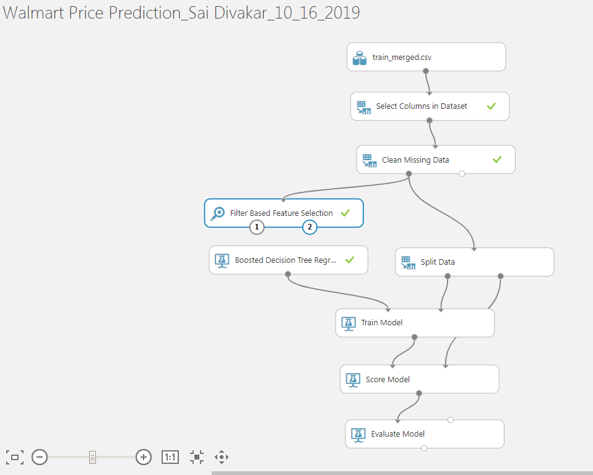 Walmart Price Prediction_Sai Divakar_10_16_2019
train_merged.csv
Select Columns in Dataset
Clean Missing Data
Filter Based Feature Selection
1 2
Boosted Decision Tree Regr...
Split Data
Train Model
Score Model
Evaluate Model
1:1